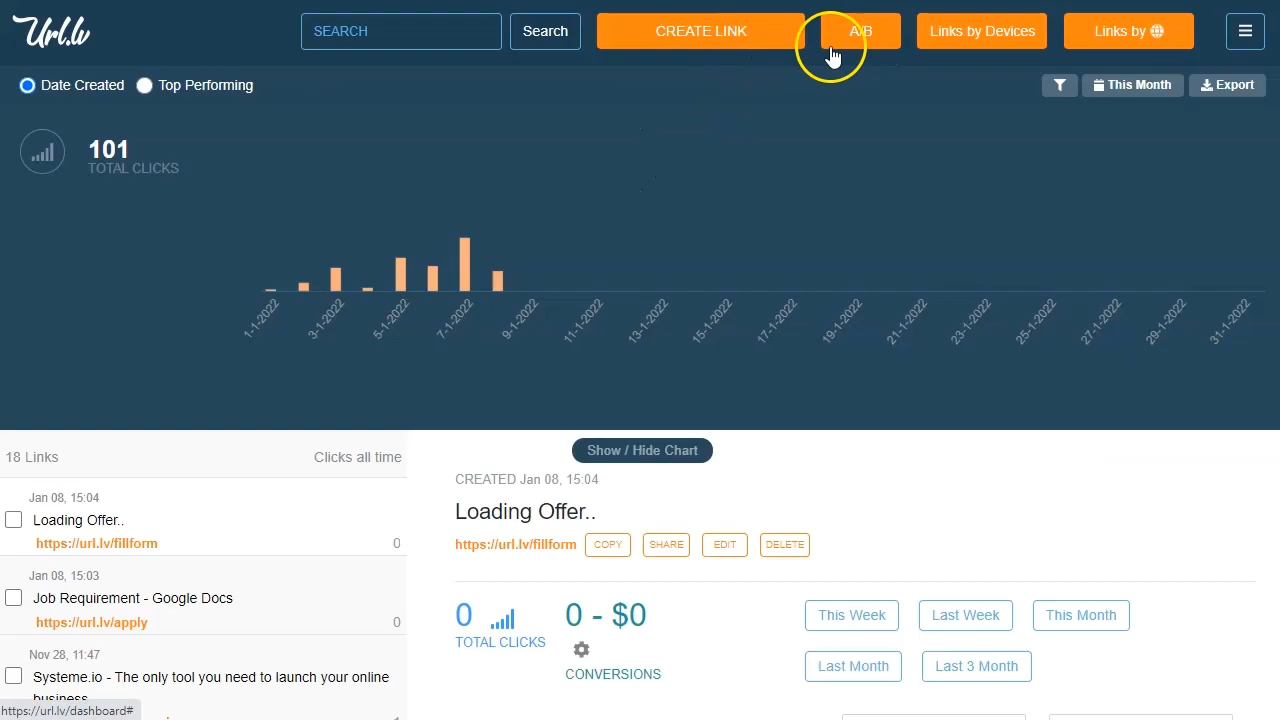 Url.lv
SEARCH
Search
CREATE LINK
A/B
Links by Devices
Links by
Date Created
Top Performing
This Month
Export
101
TOTAL CLICKS
1-1-2022
3-1-2022
5-1-2022
7-1-2022
9-1-2022
11-1-2022
13-1-2022
15-1-2022
17-1-2022
19-1-2022
21-1-2022
23-1-2022
25-1-2022
27-1-2022
29-1-2022
31-1-2022
18 Links
Clicks all time
Jan 08, 15:04
Loading Offer..
https://url.lv/fillform
0
Jan 08, 15:03
Job Requirement - Google Docs
https://url.lv/apply
0
Nov 28, 11:47
Systeme.io - The only tool you need to launch your online
business
https://url.lv/dashboard#
Show / Hide Chart
CREATED Jan 08, 15:04
Loading Offer..
https://url.lv/fillform
COPY
SHARE
EDIT
DELETE
0
TOTAL CLICKS
0 - $0
CONVERSIONS
This Week
Last Week
This Month
Last Month
Last 3 Month